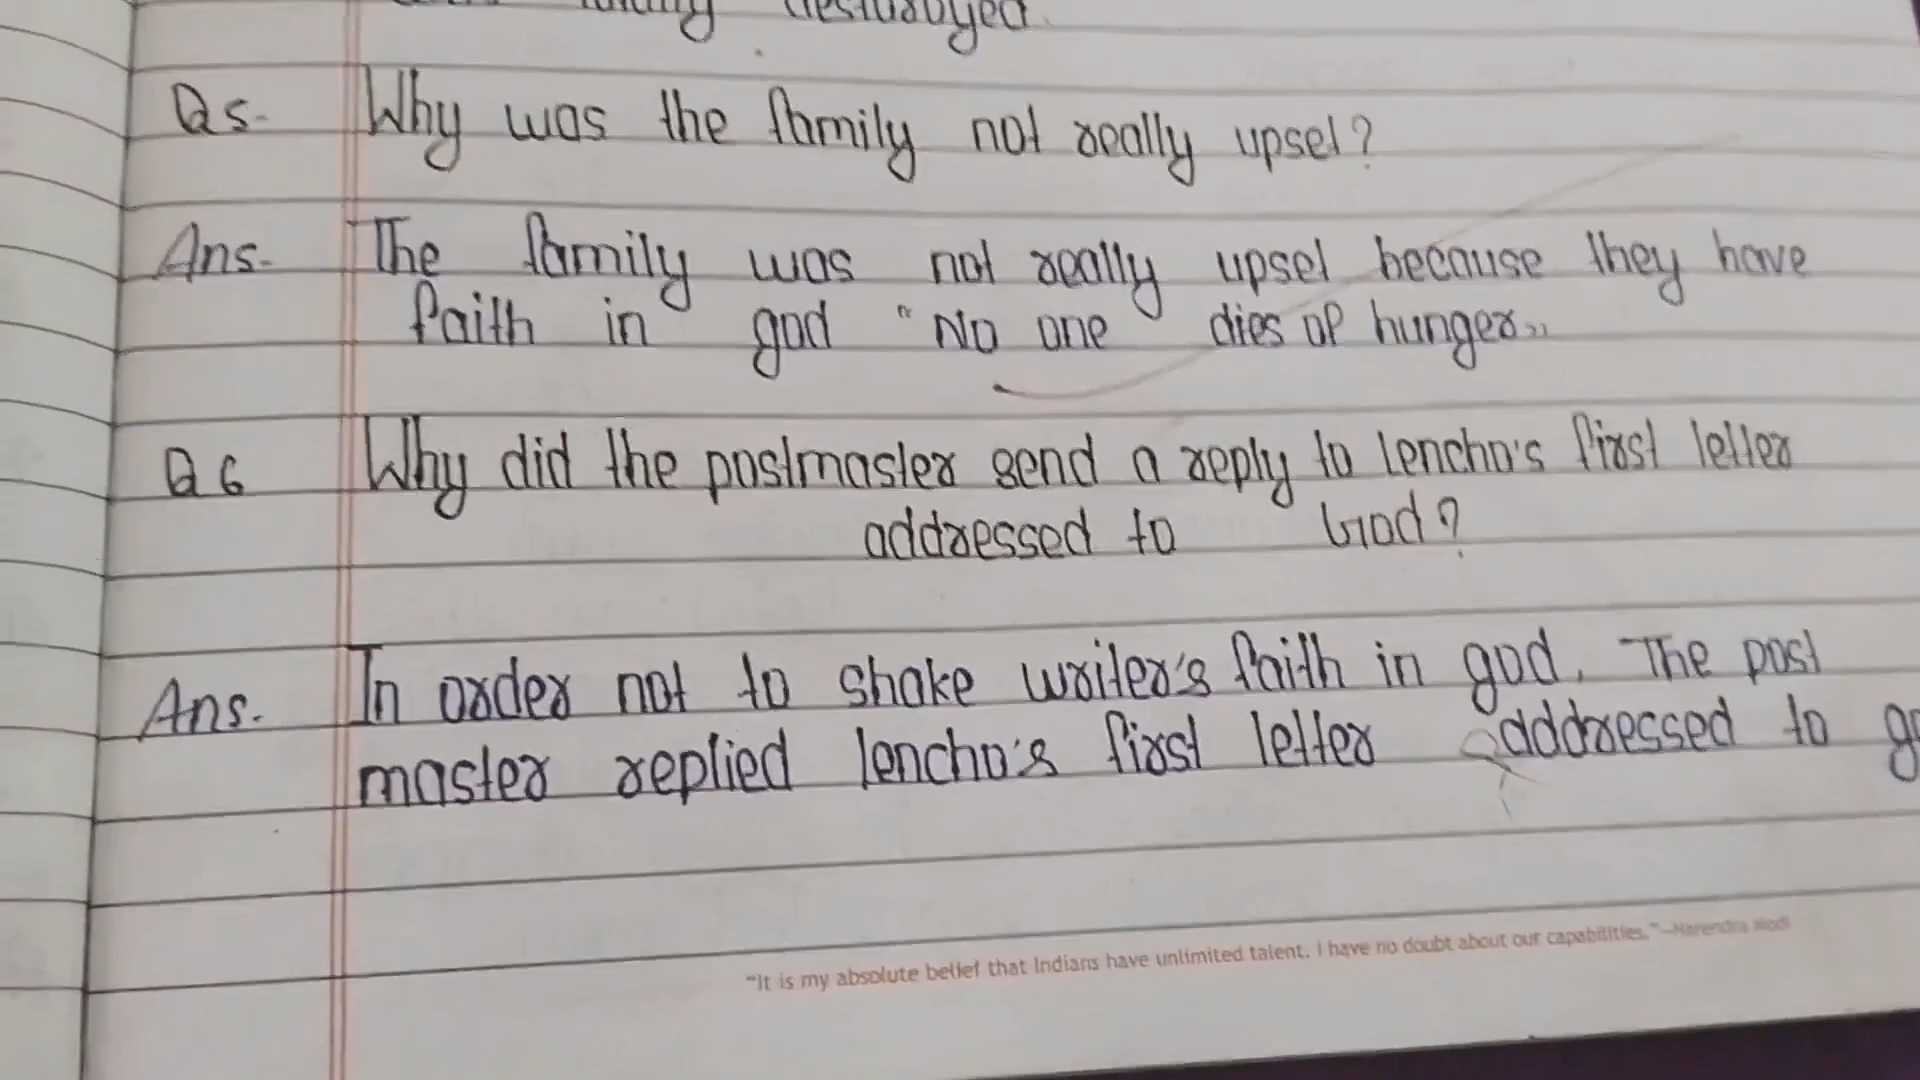 Q5. Why was the family not really upset?
Ans. The family was not really upset because they have
faith in god "No one dies of hunger"
Q6 Why did the postmaster send a reply to lencho's first letter
addressed to God?
Ans. In order not to shake writer's faith in god. The post
master replied lencho's first letter addressed to
"It is my absolute belief that Indians have unlimited talent. I have no doubt about our capabilities."—Narendra Modi